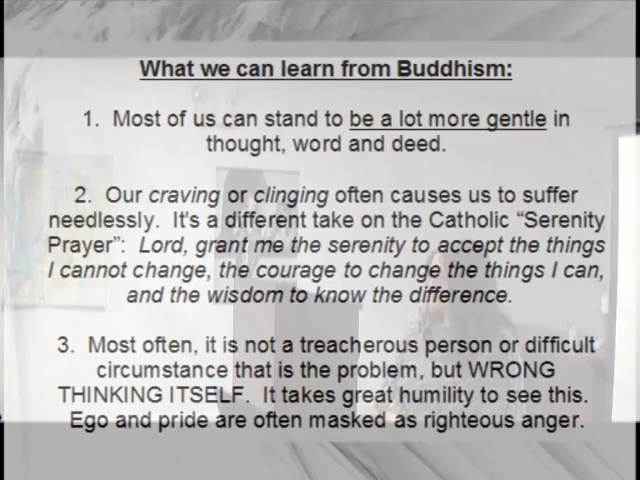 What we can learn from Buddhism:
1. Most of us can stand to be a lot more gentle in
thought, word and deed.
2. Our craving or clinging often causes us to suffer
needlessly. It's a different take on the Catholic “Serenity
Prayer”: Lord, grant me the serenity to accept the things
I cannot change, the courage to change the things I can,
and the wisdom to know the difference.
3. Most often, it is not a treacherous person or difficult
circumstance that is the problem, but WRONG
THINKING ITSELF. It takes great humility to see this.
Ego and pride are often masked as righteous anger.